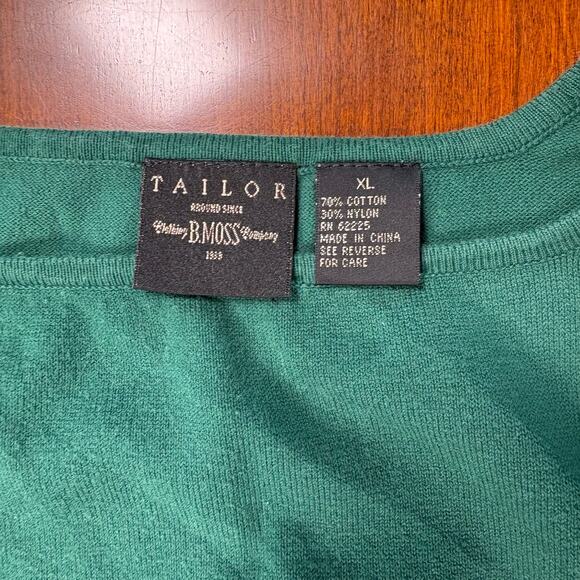 TAILOR
AROUND SINCE
Clothing B.MOSS Company
1939
XL
70% COTTON
30% NYLON
RN 62225
MADE IN CHINA
SEE REVERSE
FOR CARE